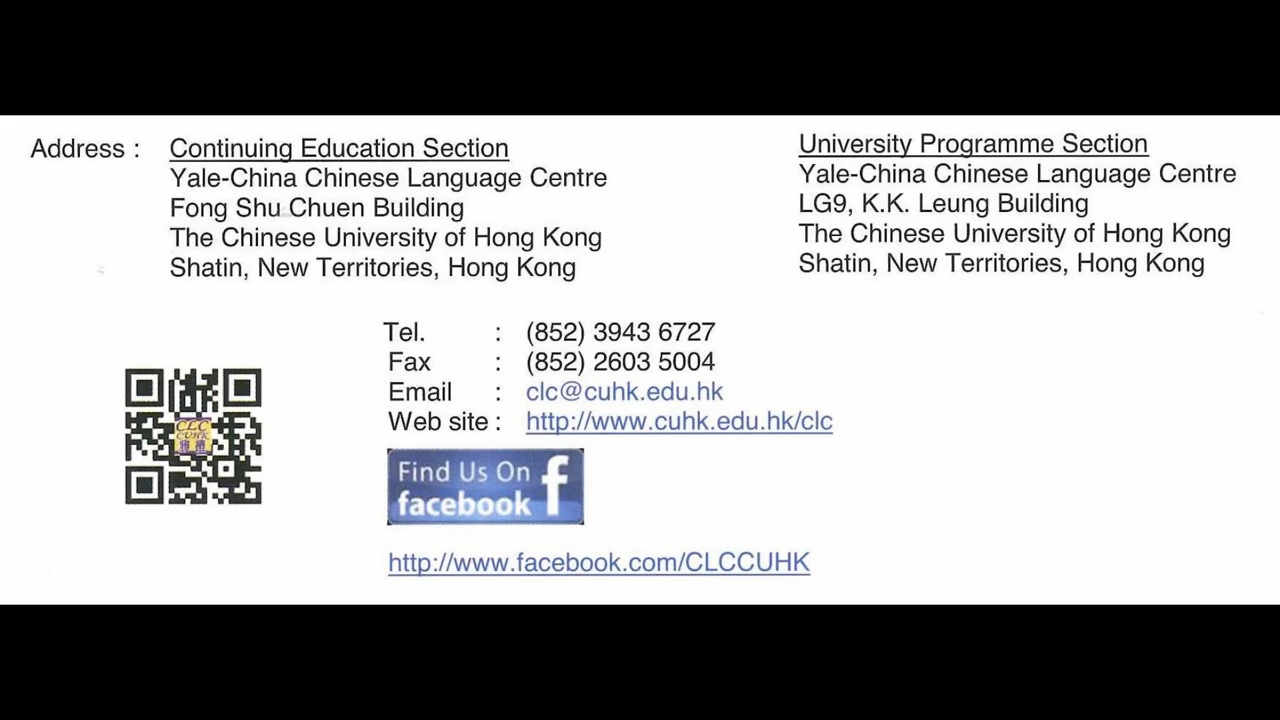 Address : Continuing Education Section
Yale-China Chinese Language Centre
Fong Shu Chuen Building
The Chinese University of Hong Kong
Shatin, New Territories, Hong Kong
University Programme Section
Yale-China Chinese Language Centre
LG9, K.K. Leung Building
The Chinese University of Hong Kong
Shatin, New Territories, Hong Kong
Tel. : (852) 3943 6727
Fax : (852) 2603 5004
Email : clc@cuhk.edu.hk
Web site : http://www.cuhk.edu.hk/clc
CLC
CUHK
雅禮
Find Us On
facebook
http://www.facebook.com/CLCCUHK